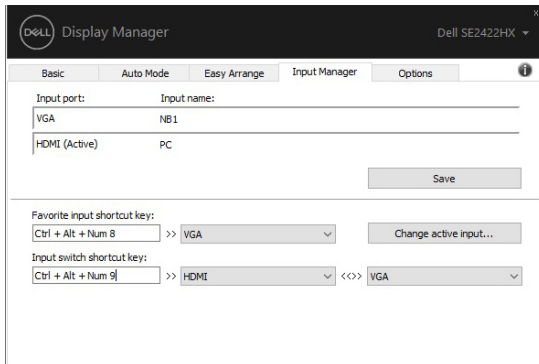 DELL Display Manager Dell SE2422HX
Basic Auto Mode Easy Arrange Input Manager Options
Input port: Input name:
VGA NB1
HDMI (Active) PC
Save
Favorite input shortcut key:
Ctrl + Alt + Num 8 >> VGA Change active input...
Input switch shortcut key:
Ctrl + Alt + Num 9 >> HDMI <<>> VGA